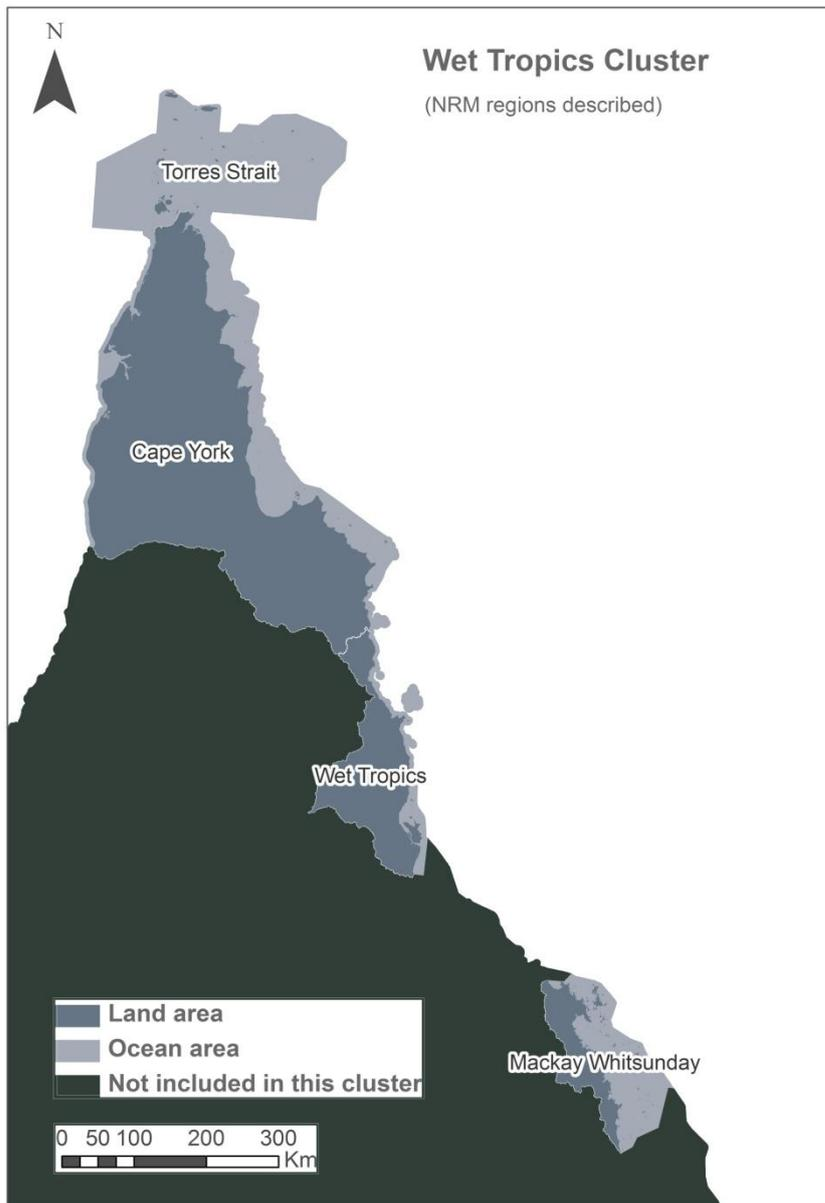 N
Wet Tropics Cluster
(NRM regions described)
Torres Strait
Cape York
Wet Tropics
Mackay Whitsunday
Land area
Ocean area
Not included in this cluster
0 50 100 200 300
Km